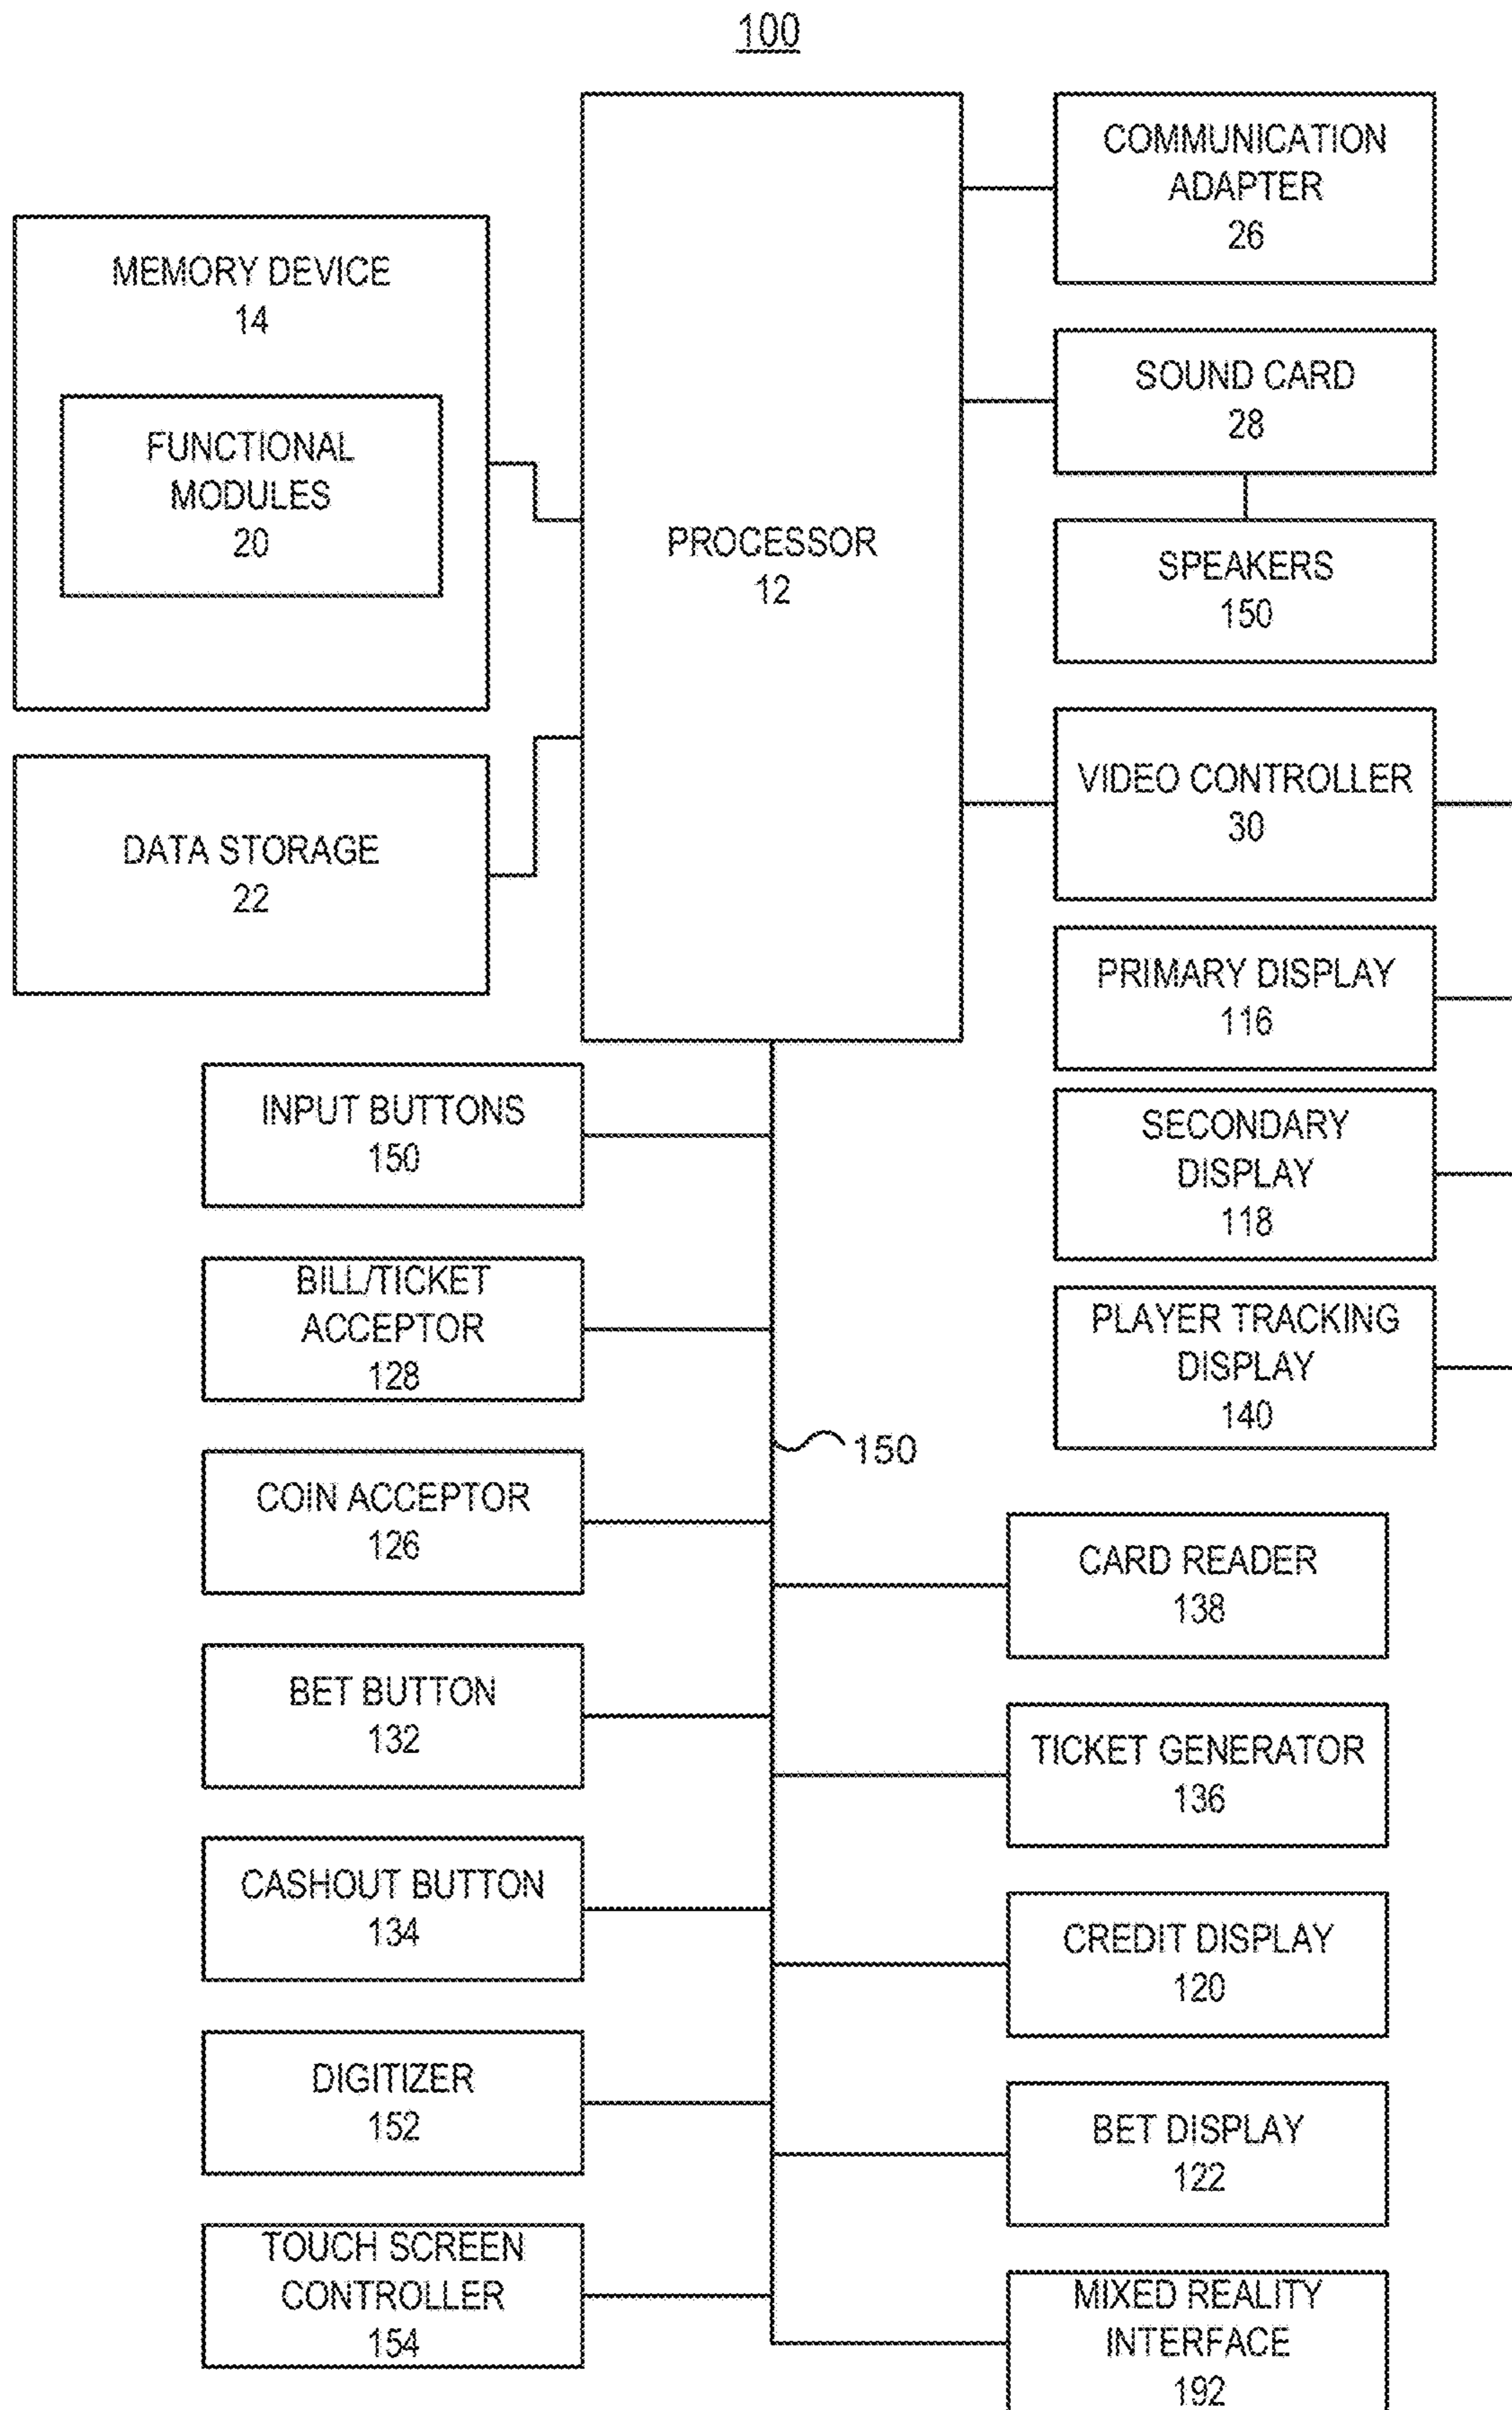 100
COMMUNICATION
ADAPTER
26
MEMORY DEVICE
14
FUNCTIONAL
MODULES
20
PROCESSOR
12
SOUND CARD
28
SPEAKERS
150
VIDEO CONTROLLER
30
DATA STORAGE
22
PRIMARY DISPLAY
116
SECONDARY
DISPLAY
118
PLAYER TRACKING
DISPLAY
140
INPUT BUTTONS
150
BILL/TICKET
ACCEPTOR
128
150
COIN ACCEPTOR
126
BET BUTTON
132
CASHOUT BUTTON
134
DIGITIZER
152
TOUCH SCREEN
CONTROLLER
154
CARD READER
138
TICKET GENERATOR
136
CREDIT DISPLAY
120
BET DISPLAY
122
MIXED REALITY
INTERFACE
192